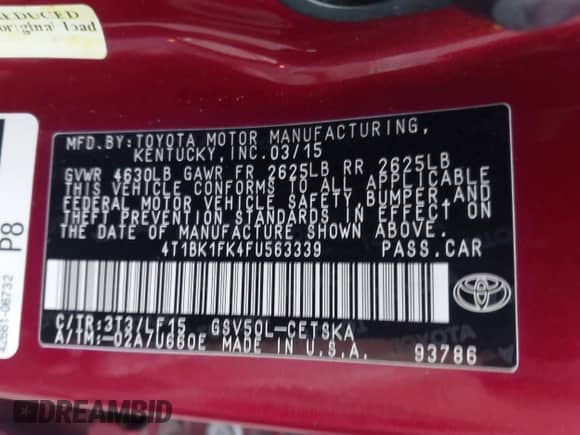 REDUCED
original load
P8
42661-06732
MFD. BY: TOYOTA MOTOR MANUFACTURING,
KENTUCKY, INC. 03/15
GVWR 4630LB GAWR FR 2625LB RR 2625LB
THIS VEHICLE CONFORMS TO ALL APPLICABLE
FEDERAL MOTOR VEHICLE SAFETY, BUMPER, AND
THEFT PREVENTION STANDARDS IN EFFECT ON
THE DATE OF MANUFACTURE SHOWN ABOVE.
4T1BK1FK4FU563339 PASS. CAR
C/TR: 3T3/LF15 GSV50L-CETSKA
A/TM: -02A/U660E MADE IN U.S.A. 93786
TOYOTA
DREAMBID